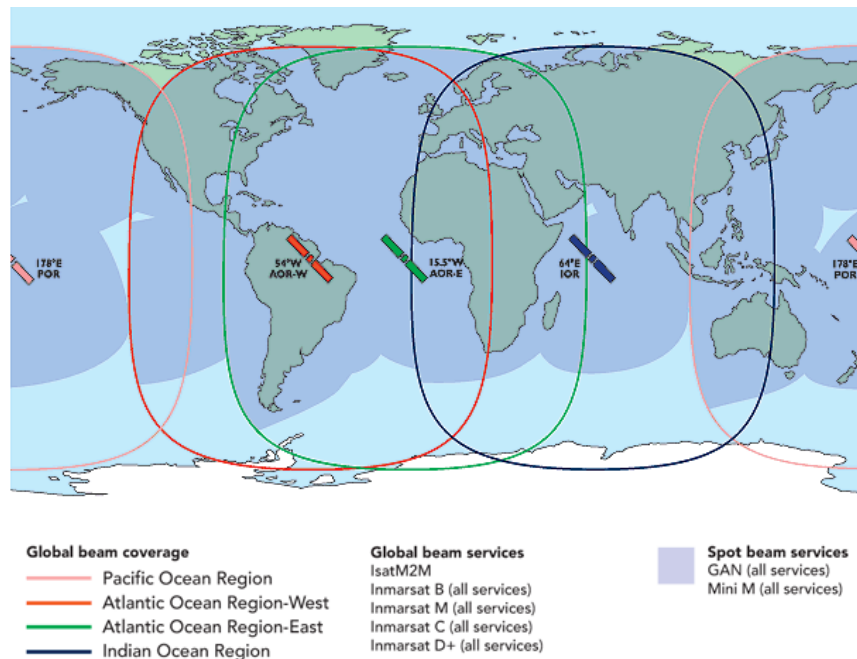 178°E
POR
54°W
AOR-W
15.5°W
AOR-E
64°E
IOR
178°E
POR
Global beam coverage
Pacific Ocean Region
Atlantic Ocean Region-West
Atlantic Ocean Region-East
Indian Ocean Region
Global beam services
IsatM2M
Inmarsat B (all services)
Inmarsat M (all services)
Inmarsat C (all services)
Inmarsat D+ (all services)
Spot beam services
GAN (all services)
Mini M (all services)